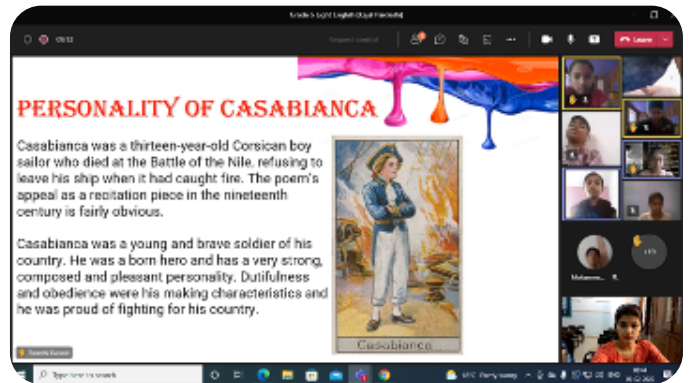 Leave
PERSONALITY OF CASABIANCA
Casabianca was a thirteen-year-old Corsican boy
sailor who died at the Battle of the Nile, refusing to
leave his ship when it had caught fire. The poem's
appeal as a recitation piece in the nineteenth
century is fairly obvious.
Casabianca was a young and brave soldier of his
country. He was a born hero and has a very strong,
composed and pleasant personality. Dutifulness
and obedience were his making characteristics and
he was proud of fighting for his country.
Casabianca
Type here to search